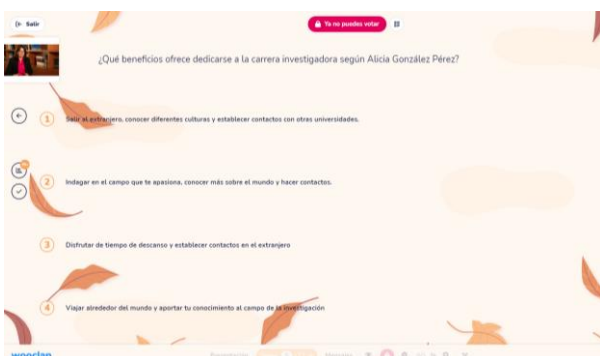 Salir
Ya no puedes votar
¿Qué beneficios ofrece dedicarse a la carrera investigadora según Alicia González Pérez?
1 Salir al extranjero, conocer diferentes culturas y establecer contactos con otras universidades.
2 Indagar en el campo que te apasiona, conocer más sobre el mundo y hacer contactos.
3 Disfrutar de tiempo de descanso y establecer contactos en el extranjero
4 Viajar alrededor del mundo y aportar tu conocimiento al campo de la investigación
wooclap